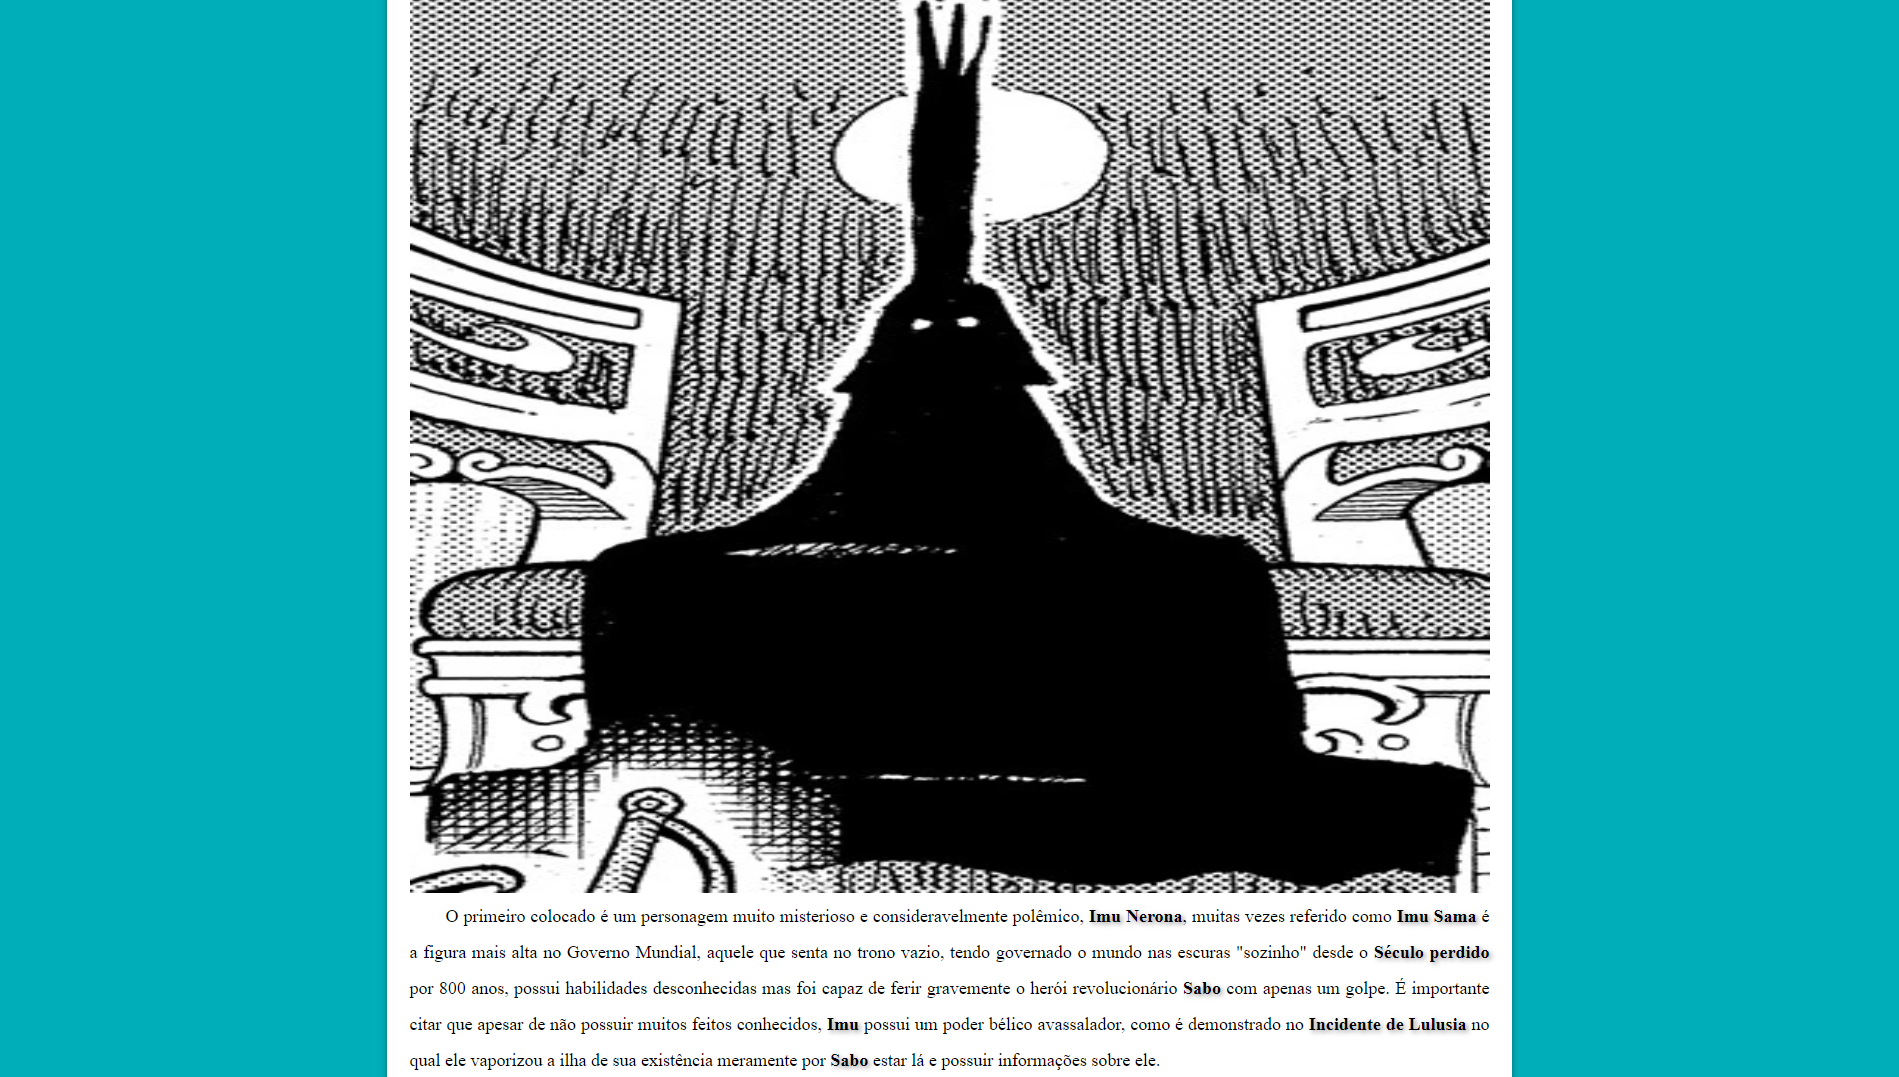 O primeiro colocado é um personagem muito misterioso e consideravelmente polêmico, Imu Nerona, muitas vezes referido como Imu Sama é
a figura mais alta no Governo Mundial, aquele que senta no trono vazio, tendo governado o mundo nas escuras "sozinho" desde o Século perdido
por 800 anos, possui habilidades desconhecidas mas foi capaz de ferir gravemente o herói revolucionário Sabo com apenas um golpe. É importante
citar que apesar de não possuir muitos feitos conhecidos, Imu possui um poder bélico avassalador, como é demonstrado no Incidente de Lulusia no
qual ele vaporizou a ilha de sua existência meramente por Sabo estar lá e possuir informações sobre ele.